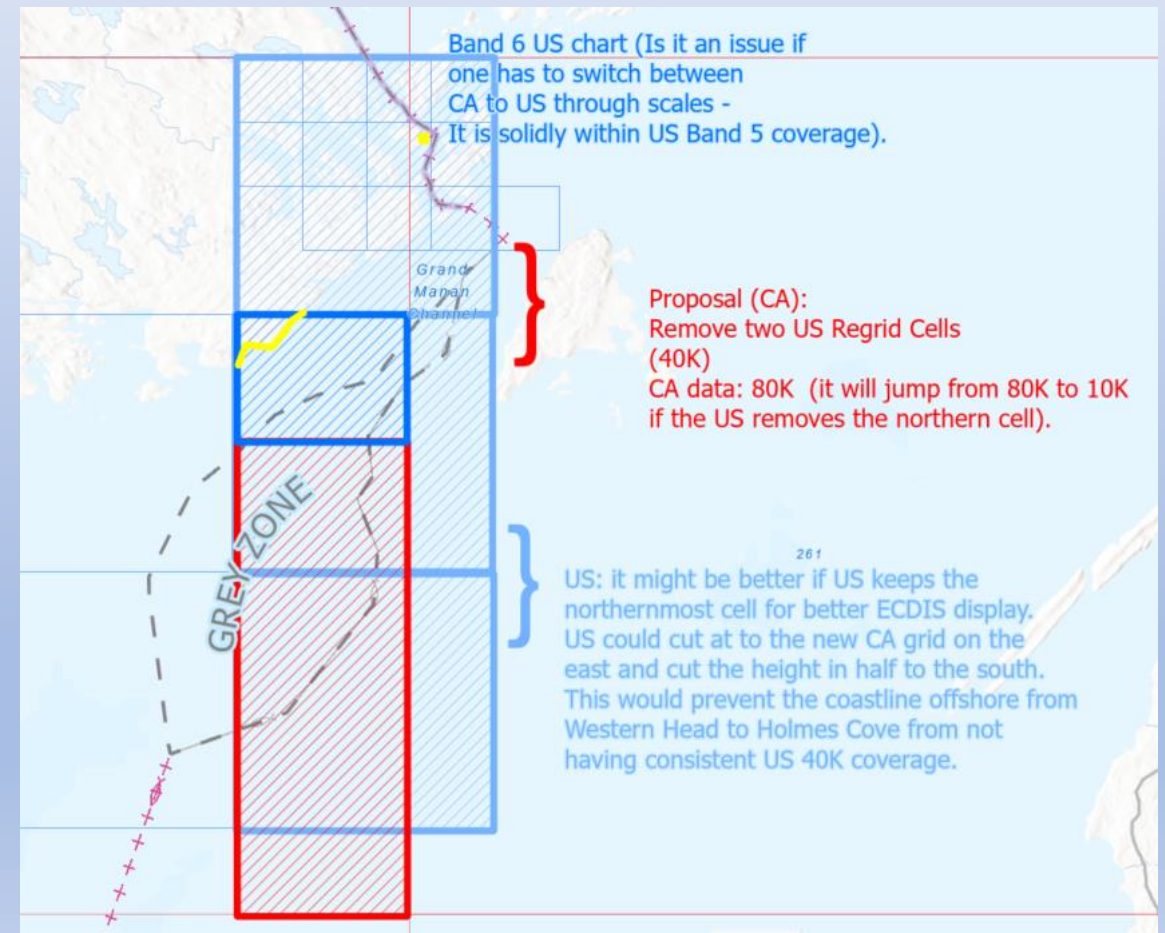 Band 6 US chart (Is it an issue if
one has to switch between
CA to US through scales -
It is solidly within US Band 5 coverage).
Grand
Manan
Channel
Proposal (CA):
Remove two US Regrid Cells
(40K)
CA data: 80K  (it will jump from 80K to 10K
if the US removes the northern cell).
GREY ZONE
261
US: it might be better if US keeps the
northernmost cell for better ECDIS display.
US could cut at to the new CA grid on the
east and cut the height in half to the south.
This would prevent the coastline offshore from
Western Head to Holmes Cove from not
having consistent US 40K coverage.